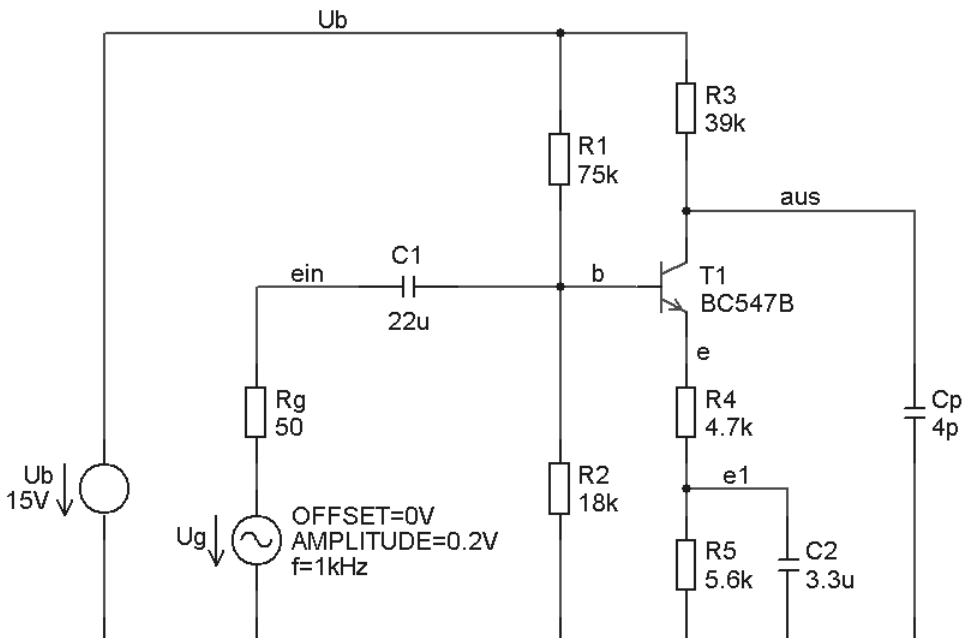 Ub
R3
39k
R1
75k
aus
C1
ein
b
T1
BC547B
22u
e
Rg
50
R4
4.7k
Cp
4p
Ub
15V
R2
18k
e1
Ug
OFFSET=0V
AMPLITUDE=0.2V
f=1kHz
R5
5.6k
C2
3.3u